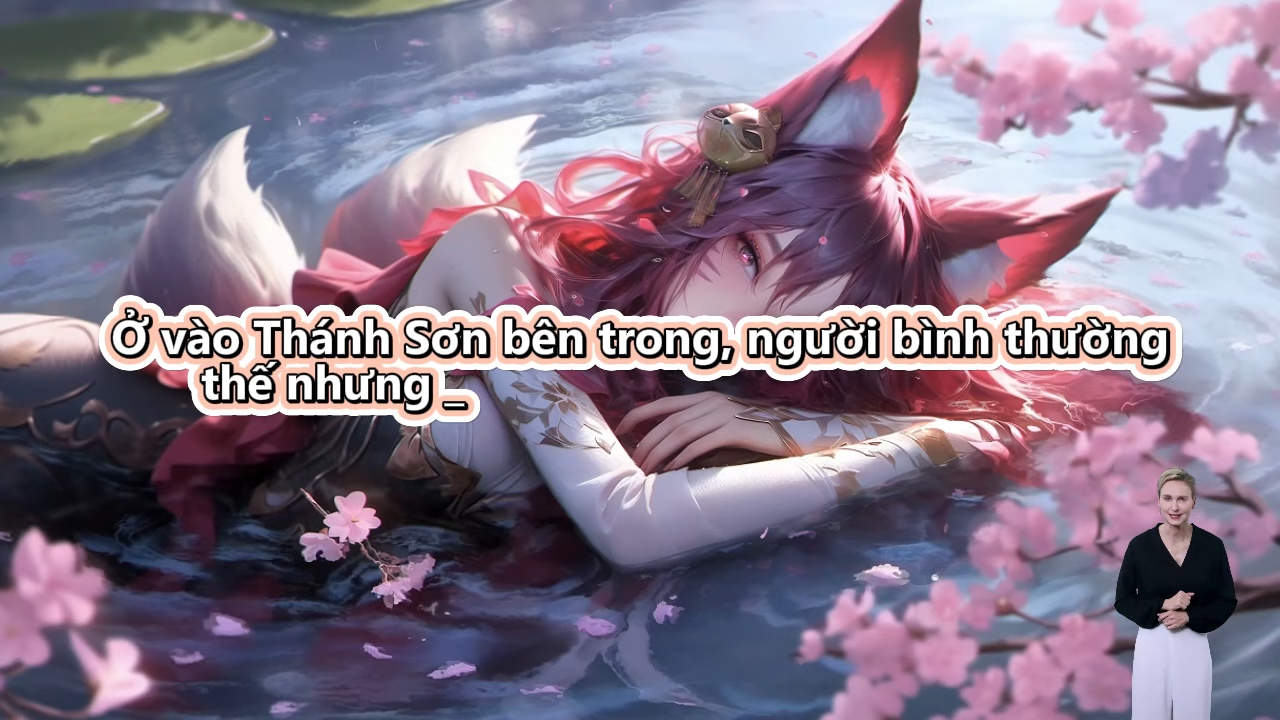 Ở vào Thánh Sơn bên trong, người bình thường
thế nhưng _